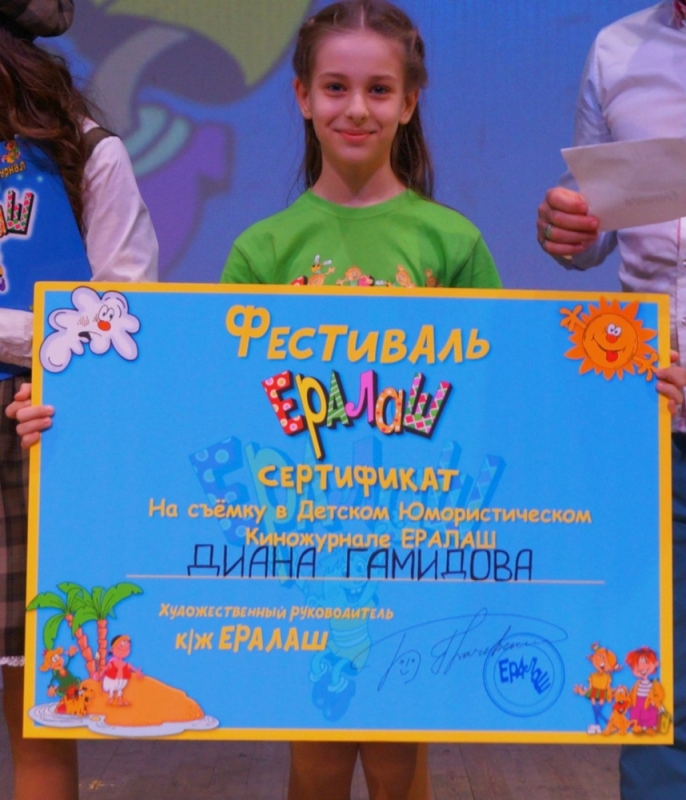 ФЕСТИВАЛЬ
ЕРАЛАШ
СЕРТИФИКАТ
На съёмку в Детском Юмористическом
Киножурнале ЕРАЛАШ
ДИАНА ГАМИДОВА
ХУДОЖЕСТВЕННЫЙ РУКОВОДИТЕЛЬ
к/ж ЕРАЛАШ
ЕРАЛАШ